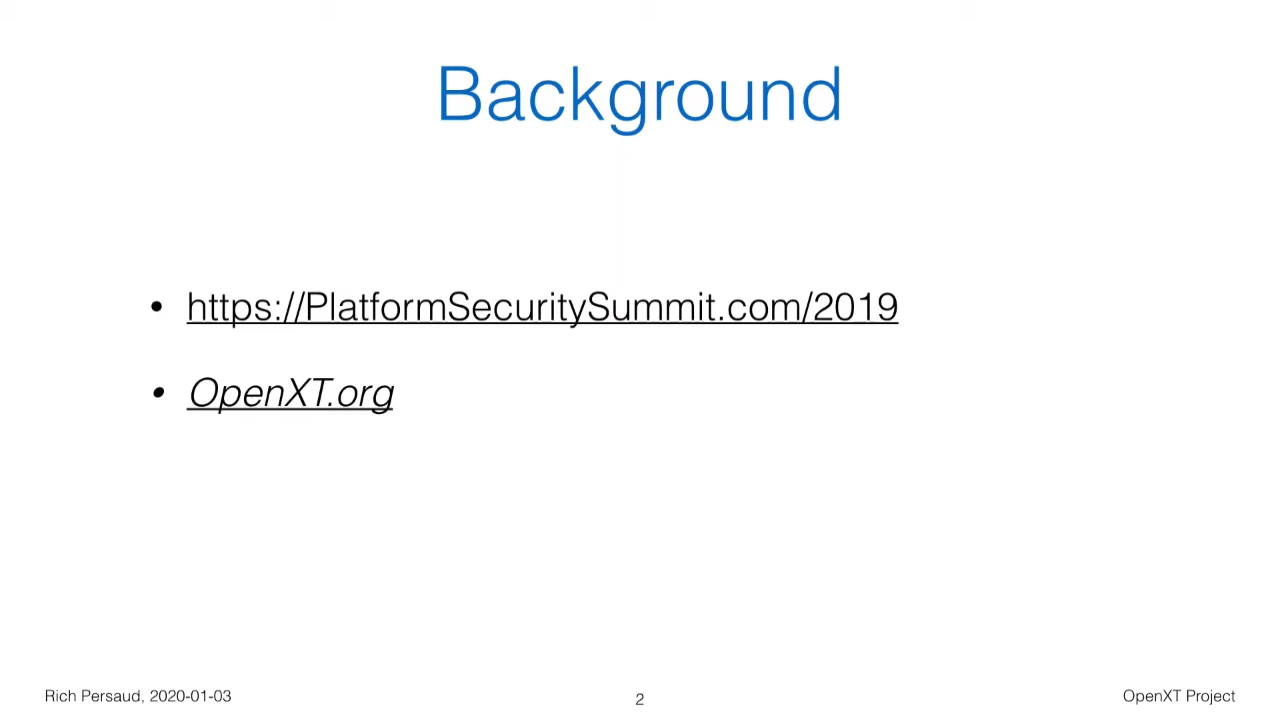 Background
• https://PlatformSecuritySummit.com/2019
• OpenXT.org
Rich Persaud, 2020-01-03
2
OpenXT Project